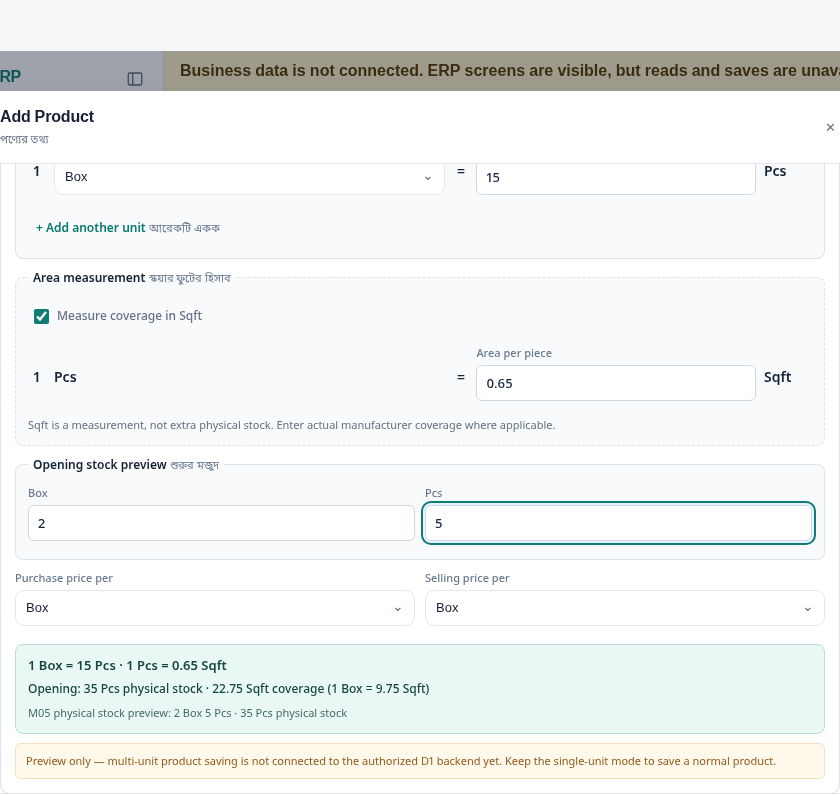 RP
Business data is not connected. ERP screens are visible, but reads and saves are
Add Product
×
পণ্যের তথ্য
1 Box = 15 Pcs
+ Add another unit আরেকটি একক
Area measurement স্কয়ার ফুটের হিসাব
Measure coverage in Sqft
Area per piece
1 Pcs = 0.65 Sqft
Sqft is a measurement, not extra physical stock. Enter actual manufacturer coverage where applicable.
Opening stock preview শুরুর মজুদ
Box Pcs
2 5
Purchase price per Selling price per
Box Box
1 Box = 15 Pcs · 1 Pcs = 0.65 Sqft
Opening: 35 Pcs physical stock · 22.75 Sqft coverage (1 Box = 9.75 Sqft)
M05 physical stock preview: 2 Box 5 Pcs · 35 Pcs physical stock
Preview only — multi-unit product saving is not connected to the authorized D1 backend yet. Keep the single-unit mode to save a normal product.